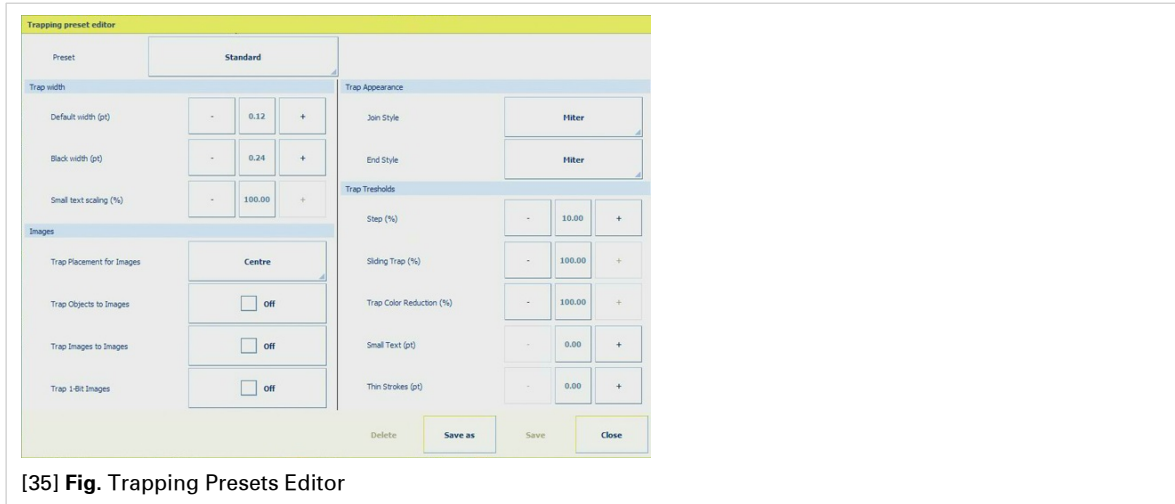 Trapping preset editor
Preset
Standard
Trap width
Default width (pt)
-
0.12
+
Black width (pt)
-
0.24
+
Small text scaling (%)
-
100.00
+
Images
Trap Placement for Images
Centre
Trap Objects to Images
Off
Trap Images to Images
Off
Trap 1-Bit Images
Off
Trap Appearance
Join Style
Miter
End Style
Miter
Trap Tresholds
Step (%)
-
10.00
+
Sliding Trap (%)
-
100.00
+
Trap Color Reduction (%)
-
100.00
+
Small Text (pt)
-
0.00
+
Thin Strokes (pt)
-
0.00
+
Delete
Save as
Save
Close
[35] Fig. Trapping Presets Editor